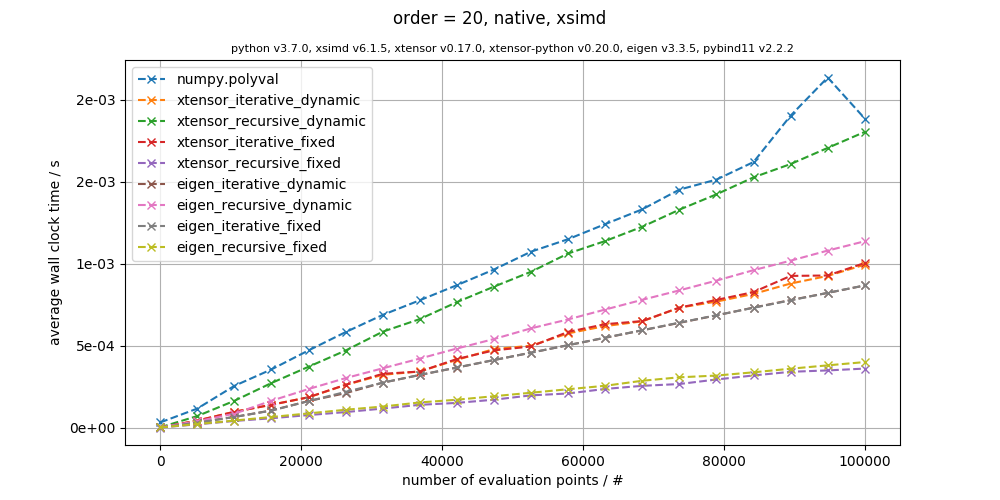 order = 20, native, xsimd
python v3.7.0, xsimd v6.1.5, xtensor v0.17.0, xtensor-python v0.20.0, eigen v3.3.5, pybind11 v2.2.2
numpy.polyval
xtensor_iterative_dynamic
xtensor_recursive_dynamic
xtensor_iterative_fixed
xtensor_recursive_fixed
eigen_iterative_dynamic
eigen_recursive_dynamic
eigen_iterative_fixed
eigen_recursive_fixed
average wall clock time / s
2e-03
2e-03
1e-03
5e-04
0e+00
0 20000 40000 60000 80000 100000
number of evaluation points / #